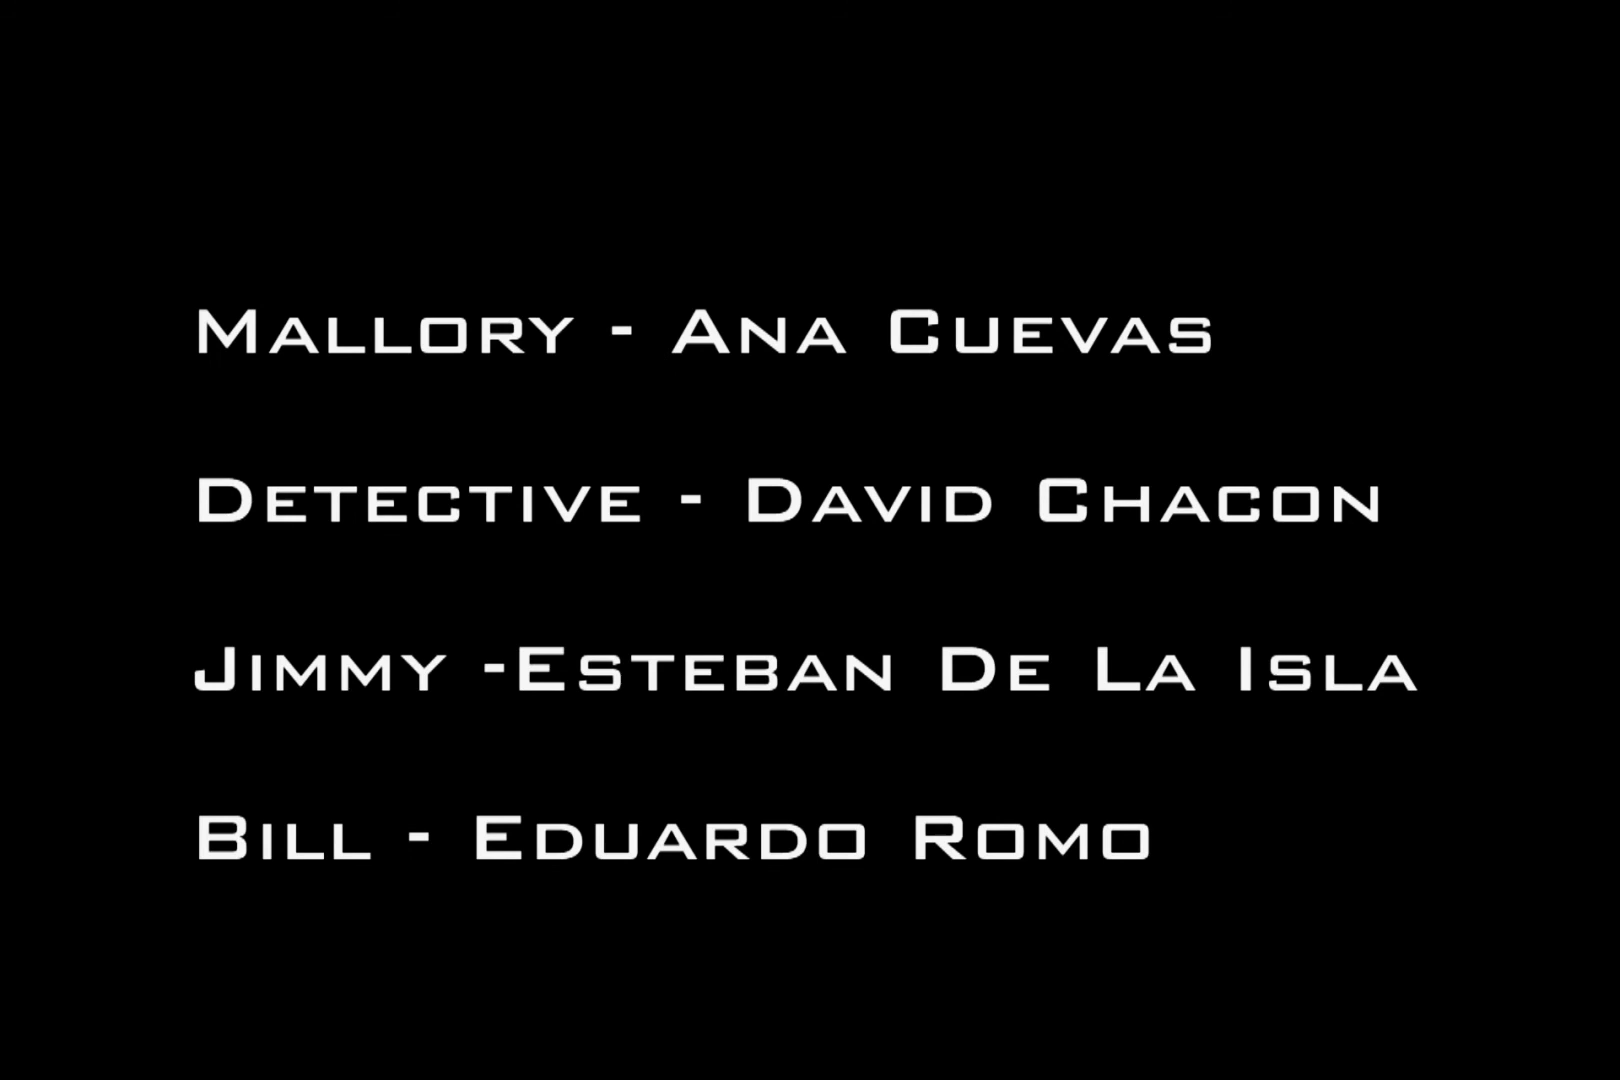 Mallory - Ana Cuevas
Detective - David Chacon
Jimmy -Esteban De La Isla
Bill - Eduardo Romo